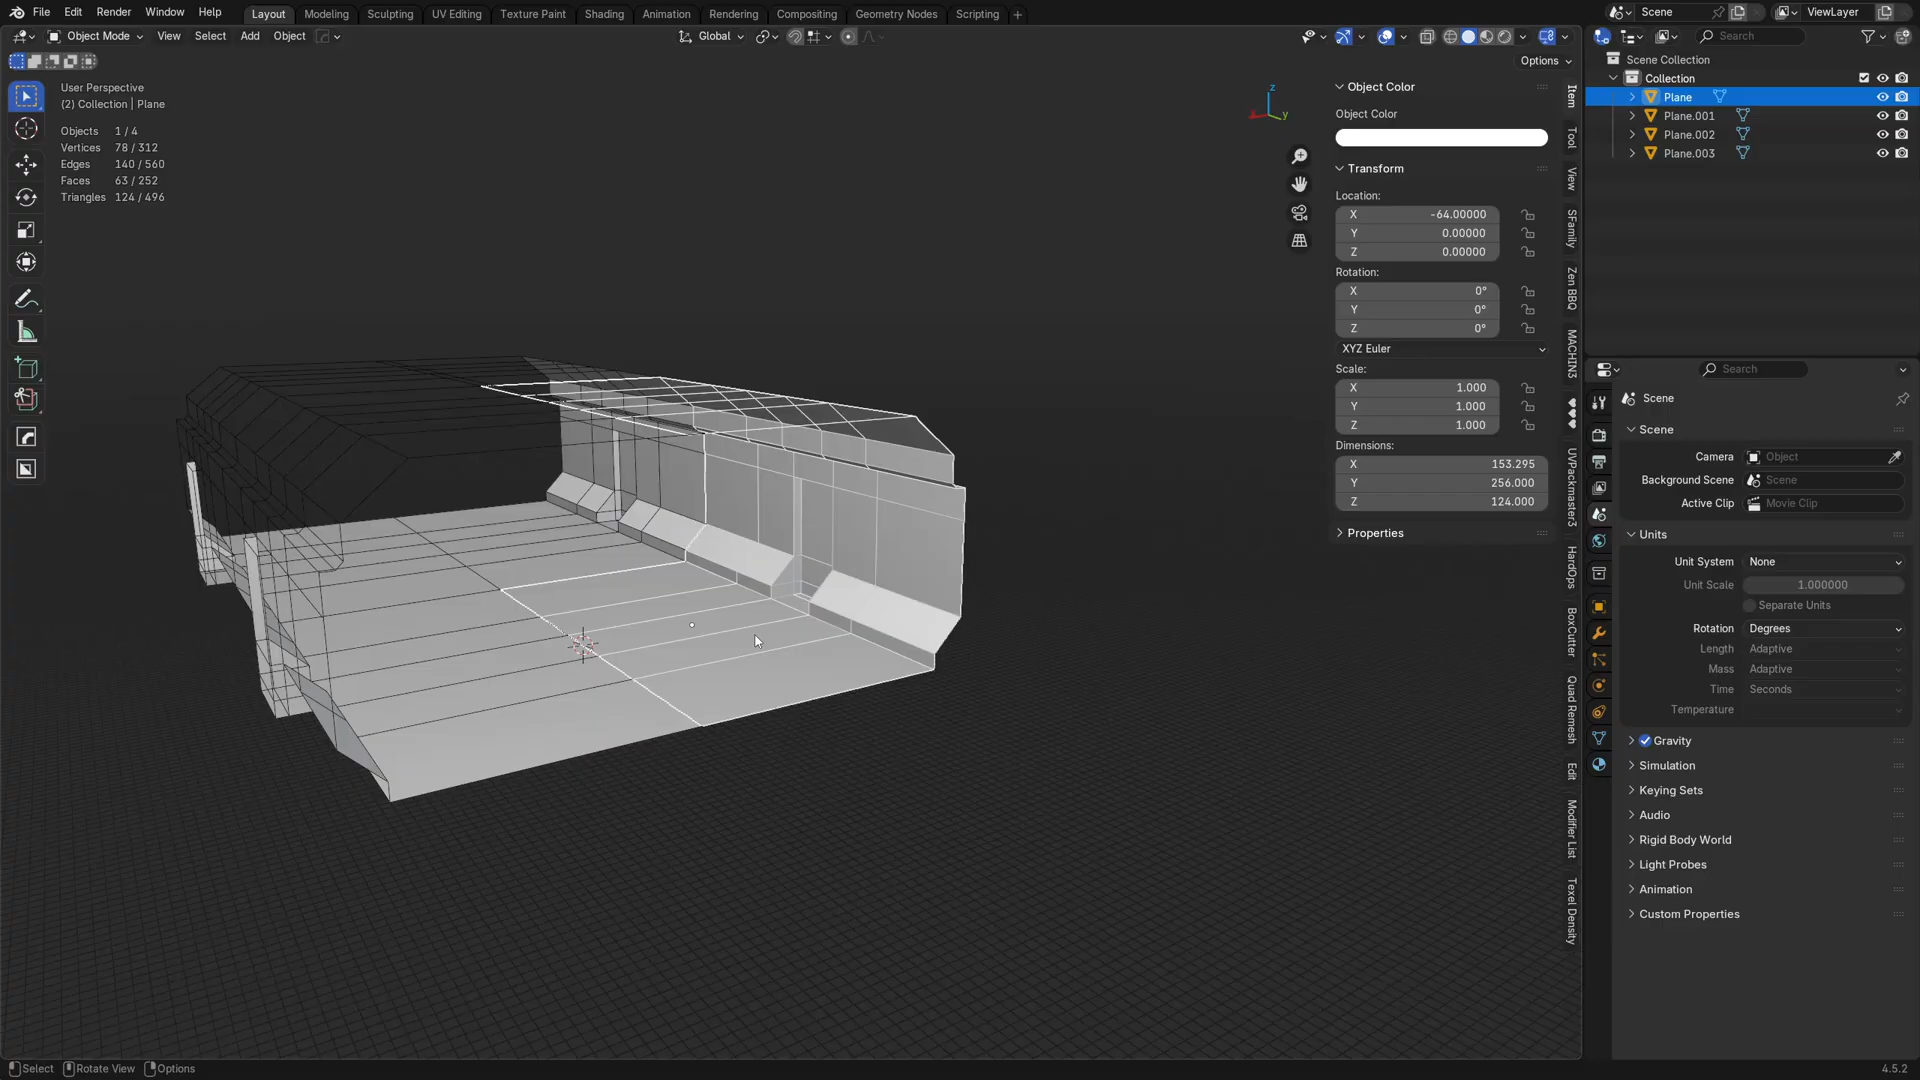 File Edit Render Window Help Layout Modeling Sculpting UV Editing Texture Paint Shading Animation Rendering Compositing Geometry Nodes Scripting + Scene ViewLayer
Object Mode View Select Add Object Global Search
Options
User Perspective
(2) Collection | Plane
Objects 1 / 4
Vertices 78 / 312
Edges 140 / 560
Faces 63 / 252
Triangles 124 / 496
z
y
Object Color
Object Color
Transform
Location:
X -64.00000
Y 0.00000
Z 0.00000
Rotation:
X 0°
Y 0°
Z 0°
XYZ Euler
Scale:
X 1.000
Y 1.000
Z 1.000
Dimensions:
X 153.295
Y 256.000
Z 124.000
Properties
Item
Tool
View
SFamily
Zen BBQ
MACHIN3
♥♥♥
UVPackmaster3
HardOps
BoxCutter
Quad Remesh
Edit
Modifier List
Texel Density
Scene Collection
Collection
Plane
Plane.001
Plane.002
Plane.003
Search
Scene
Scene
Camera Object
Background Scene Scene
Active Clip Movie Clip
Units
Unit System None
Unit Scale 1.000000
Separate Units
Rotation Degrees
Length Adaptive
Mass Adaptive
Time Seconds
Temperature
Gravity
Simulation
Keying Sets
Audio
Rigid Body World
Light Probes
Animation
Custom Properties
Select Rotate View Options 4.5.2